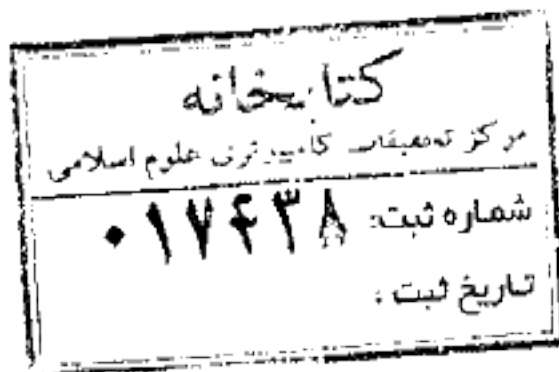 کتابخانه
مرکز تحقیقات کامپیوتری علوم اسلامی
شماره ثبت: ۰۱۷۴۳۸
تاریخ ثبت: